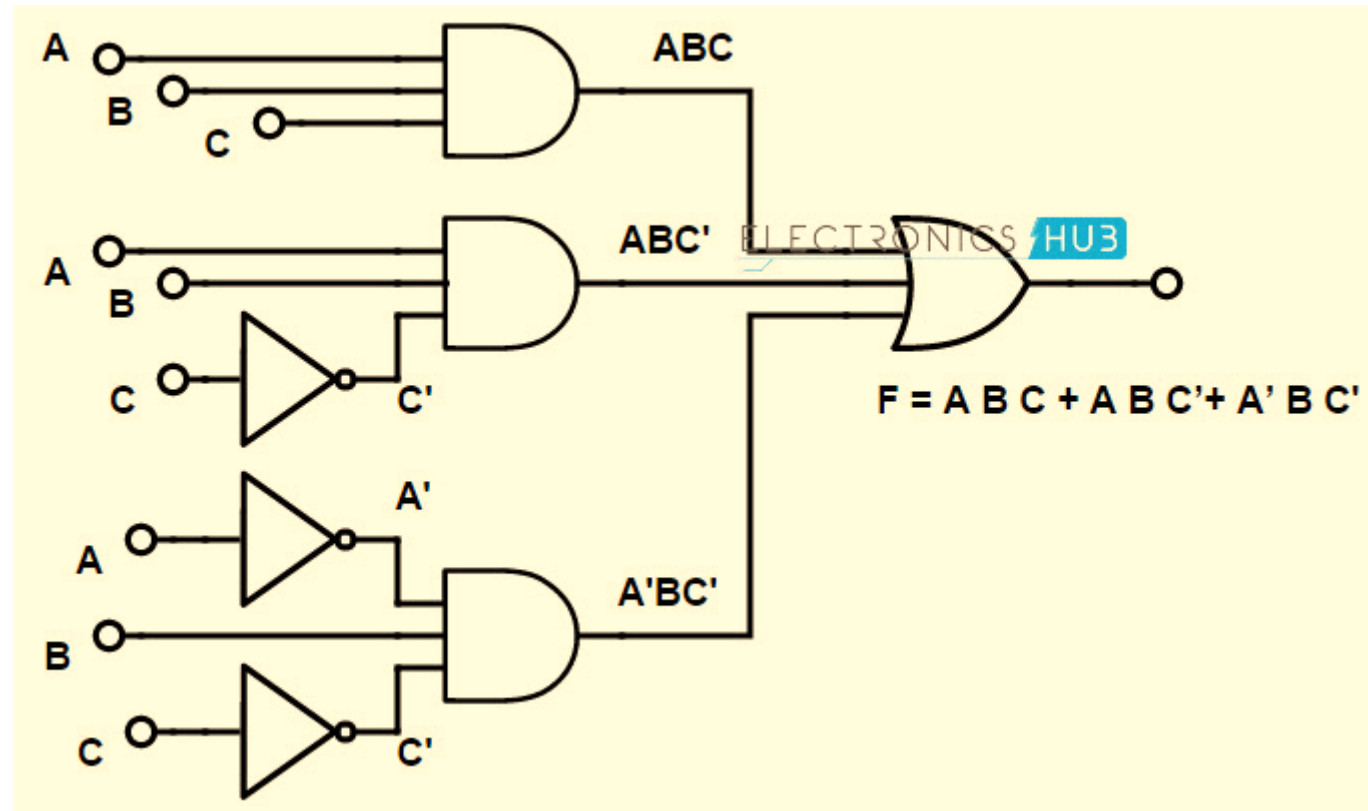 A
B
C
ABC
A
B
C
C'
ABC'
ELECTRONICS HUB
F = A B C + A B C’+ A’ B C'
A
A'
B
C
C'
A'BC'